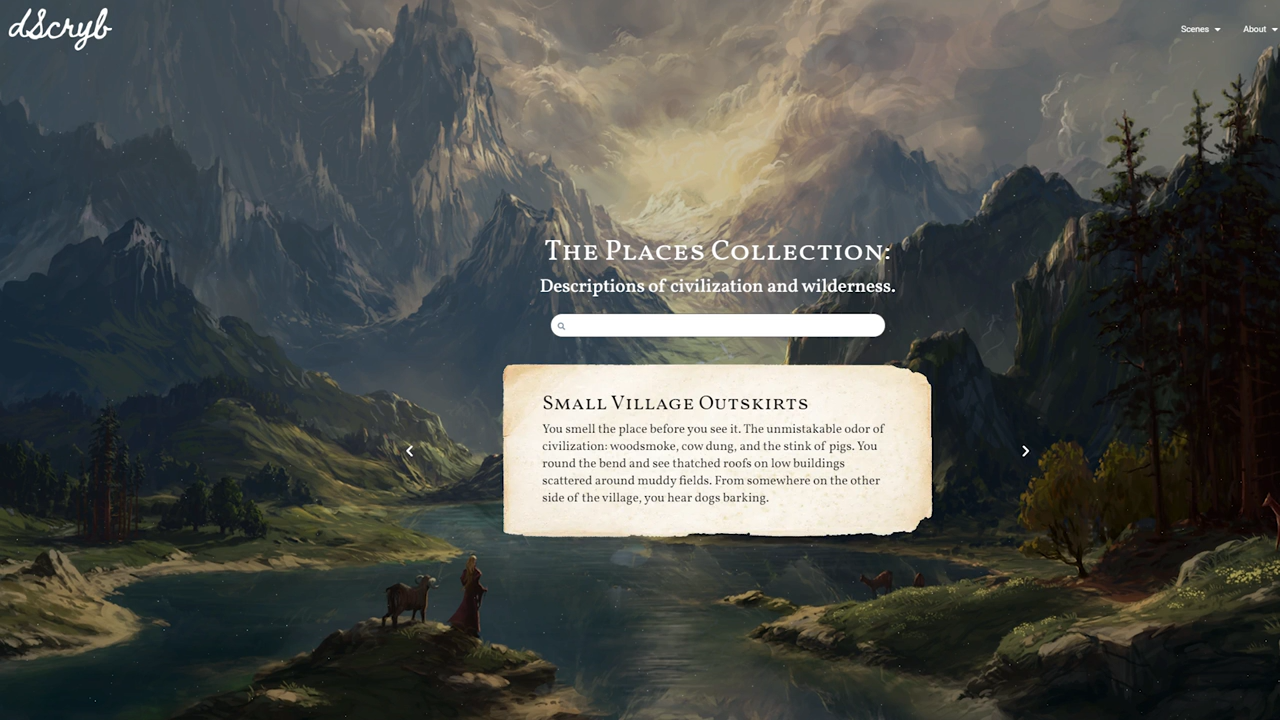 dScryb
Scenes
About
The Places Collection:
Descriptions of civilization and wilderness.
Small Village Outskirts
You smell the place before you see it. The unmistakable odor of
civilization: woodsmoke, cow dung, and the stink of pigs. You
round the bend and see thatched roofs on low buildings
scattered around muddy fields. From somewhere on the other
side of the village, you hear dogs barking.